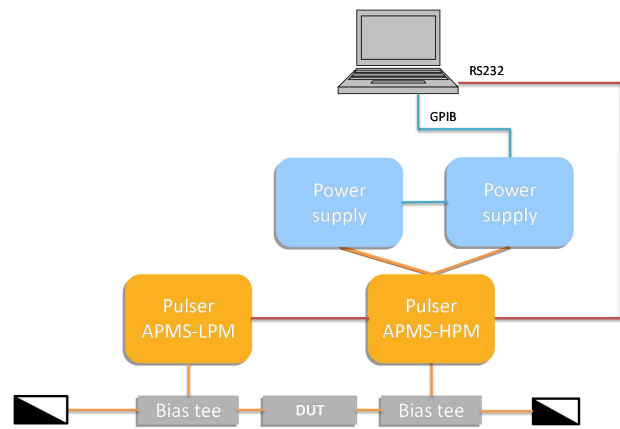 RS232
GPIB
Power
supply
Power
supply
Pulser
APMS-LPM
Pulser
APMS-HPM
Bias tee
DUT
Bias tee